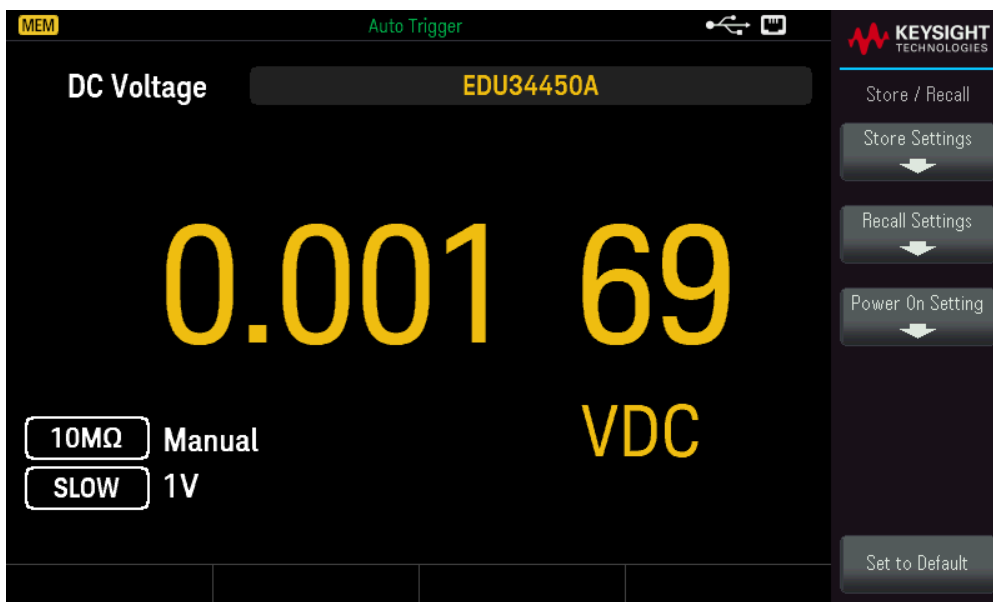 MEM
Auto Trigger
KEYSIGHT
TECHNOLOGIES
DC Voltage
EDU34450A
Store / Recall
Store Settings
Recall Settings
Power On Setting
0.001 69
VDC
10MΩ Manual
SLOW 1V
Set to Default